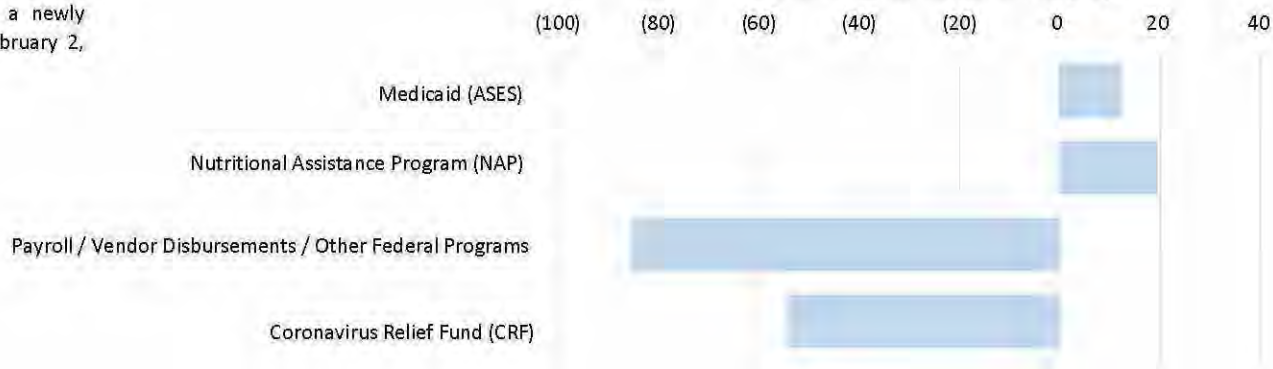 a newly
bruary 2,
(100) (80) (60) (40) (20) 0 20 40
Medicaid (ASES)
Nutritional Assistance Program (NAP)
Payroll / Vendor Disbursements / Other Federal Programs
Coronavirus Relief Fund (CRF)